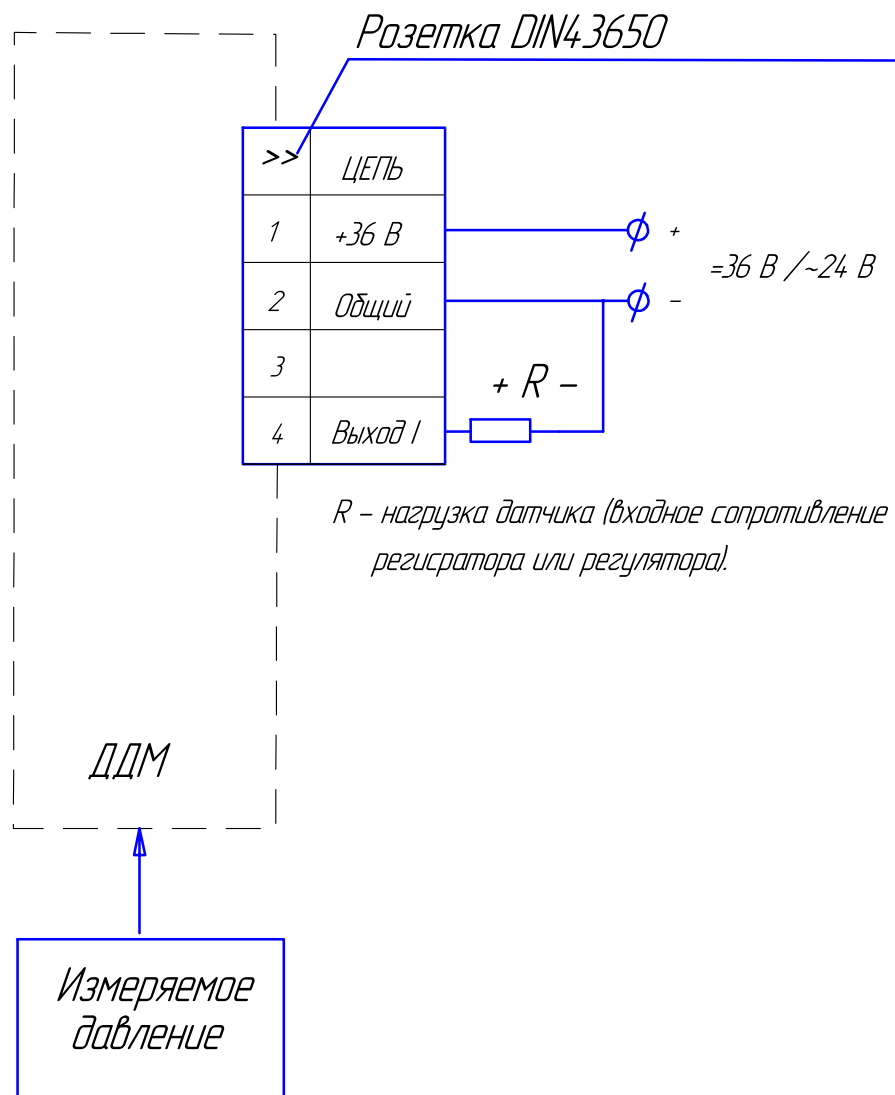 Розетка DIN43650
>> ЦЕПЬ
1 +36 В +
=36 В /~24 В
2 Общий -
3
+ R -
4 Выход I
R - нагрузка датчика (входное сопротивление
регисратора или регулятора).
ДДМ
Измеряемое
давление